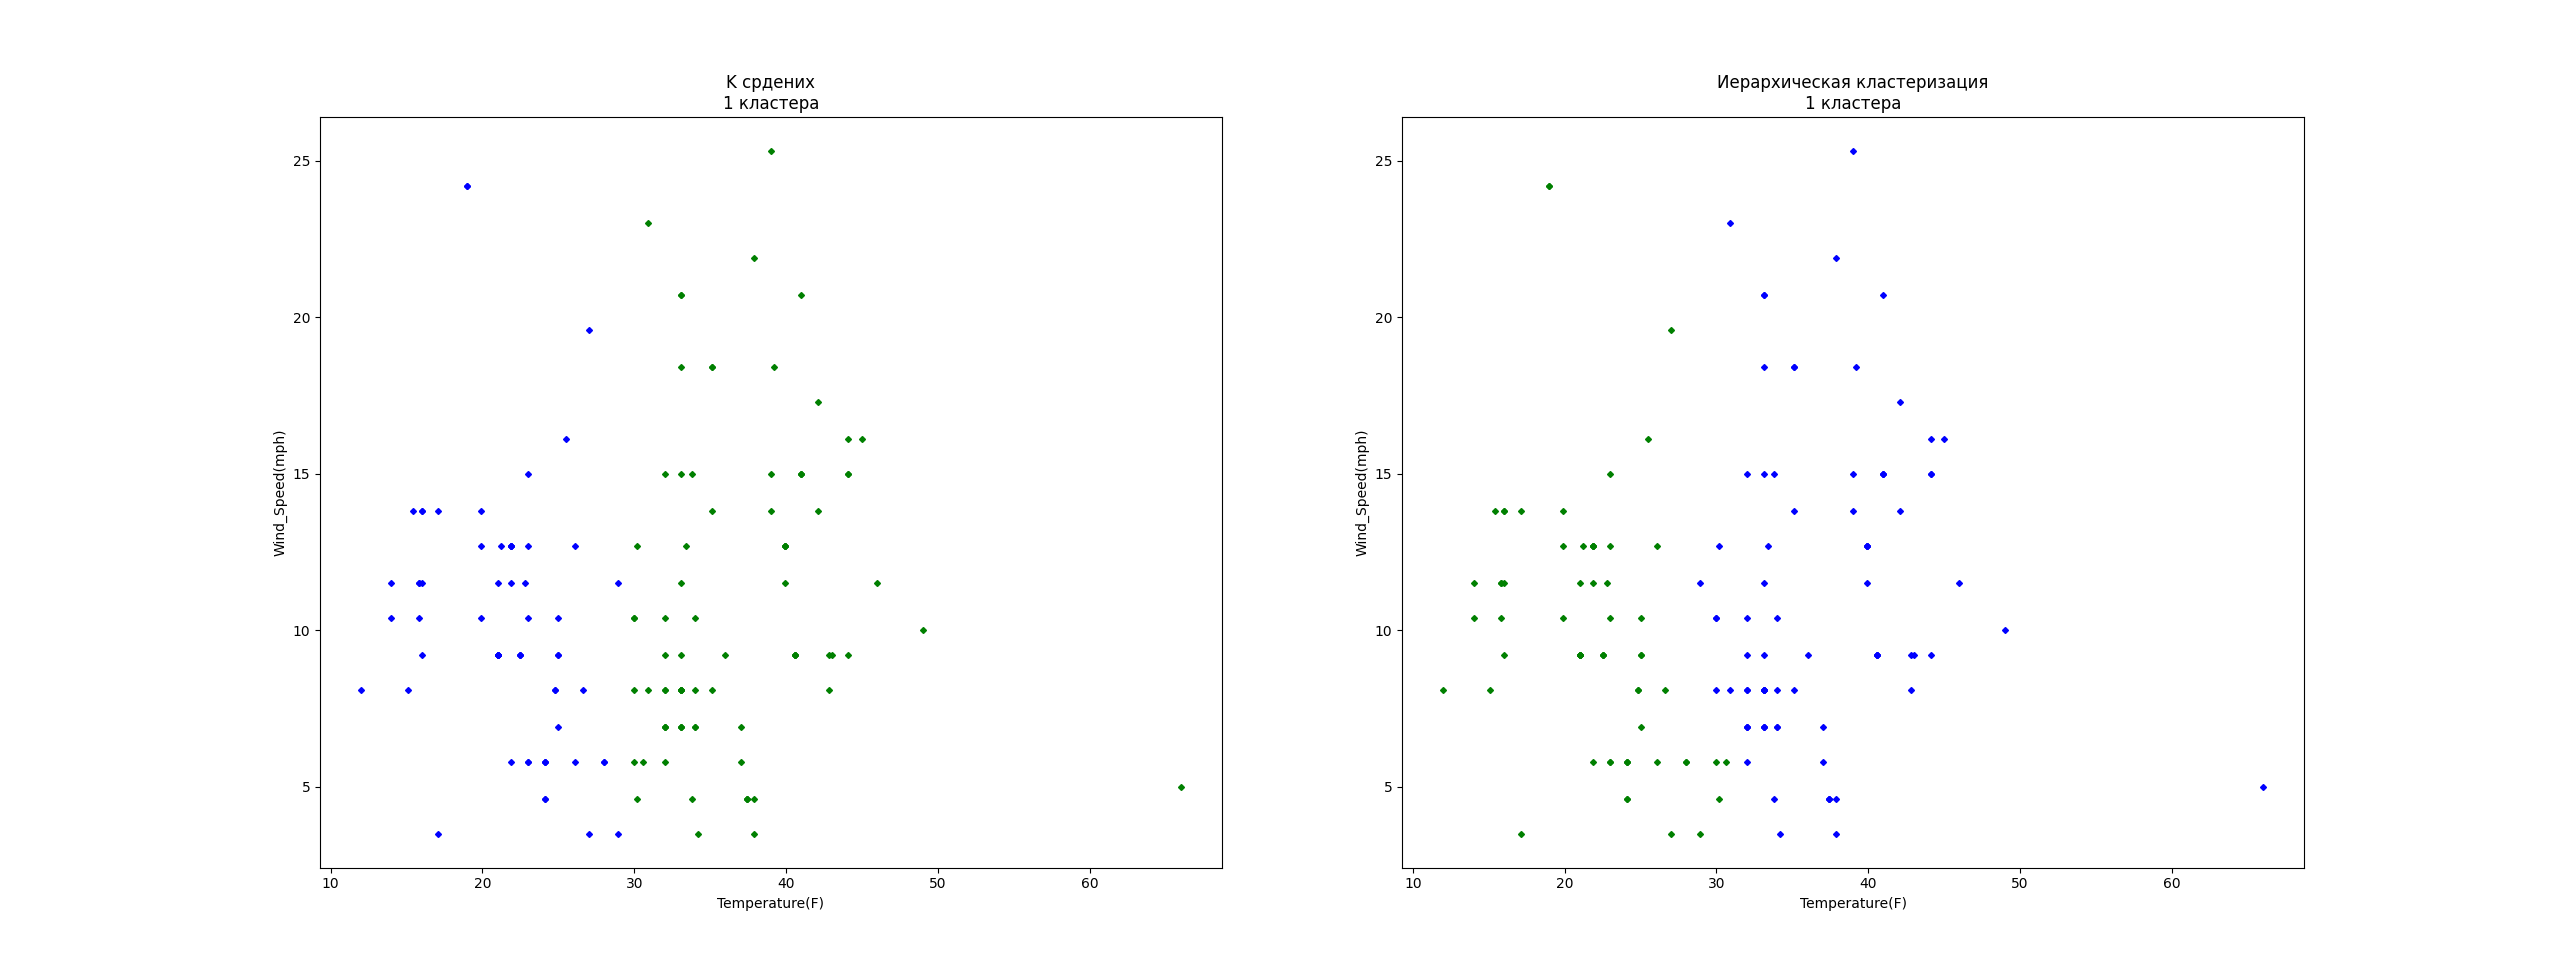 K срдених
1 кластера
25
20
15
10
5
Wind_Speed(mph)
10 20 30 40 50 60
Temperature(F)
Иерархическая кластеризация
1 кластера
25
20
15
10
5
Wind_Speed(mph)
10 20 30 40 50 60
Temperature(F)